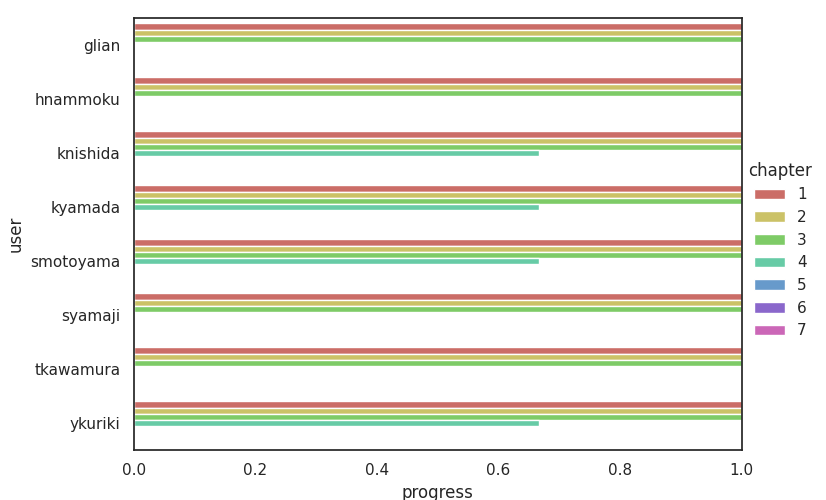 glian
hnammoku
knishida
kyamada
smotoyama
syamaji
tkawamura
ykuriki
user
0.0 0.2 0.4 0.6 0.8 1.0
progress
chapter
1
2
3
4
5
6
7